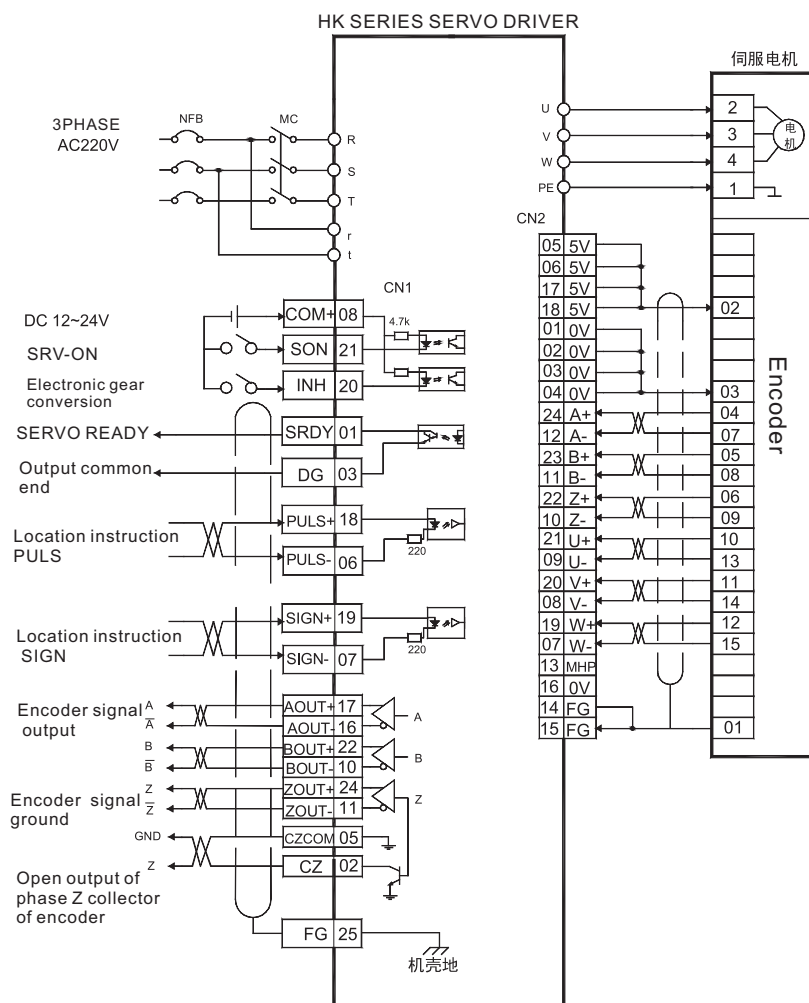 HK SERIES SERVO DRIVER
伺服电机
3PHASE
AC220V
NFB
MC
R
S
T
r
t
U
V
W
PE
2
3
4
1
电机
CN2
CN1
DC 12~24V
COM+ 08
4.7k
SRV-ON
SON 21
Electronic gear
conversion
INH 20
SERVO READY
SRDY 01
Output common
end
DG 03
Location instruction
PULS
PULS+ 18
PULS- 06
220
Location instruction
SIGN
SIGN+ 19
SIGN- 07
220
Encoder signal
output
A
A̅
B
B̅
AOUT+ 17
AOUT- 16
A
BOUT+ 22
BOUT- 10
B
Encoder signal
ground
Z
Z̅
ZOUT+ 24
ZOUT- 11
Z
GND
CZCOM 05
Z
CZ 02
Open output of
phase Z collector
of encoder
FG 25
机壳地
05 5V
06 5V
17 5V
18 5V
01 0V
02 0V
03 0V
04 0V
24 A+
12 A-
23 B+
11 B-
22 Z+
10 Z-
21 U+
09 U-
20 V+
08 V-
19 W+
07 W-
13 MHP
16 0V
14 FG
15 FG
02
03
04
07
05
08
06
09
10
13
11
14
12
15
01
Encoder